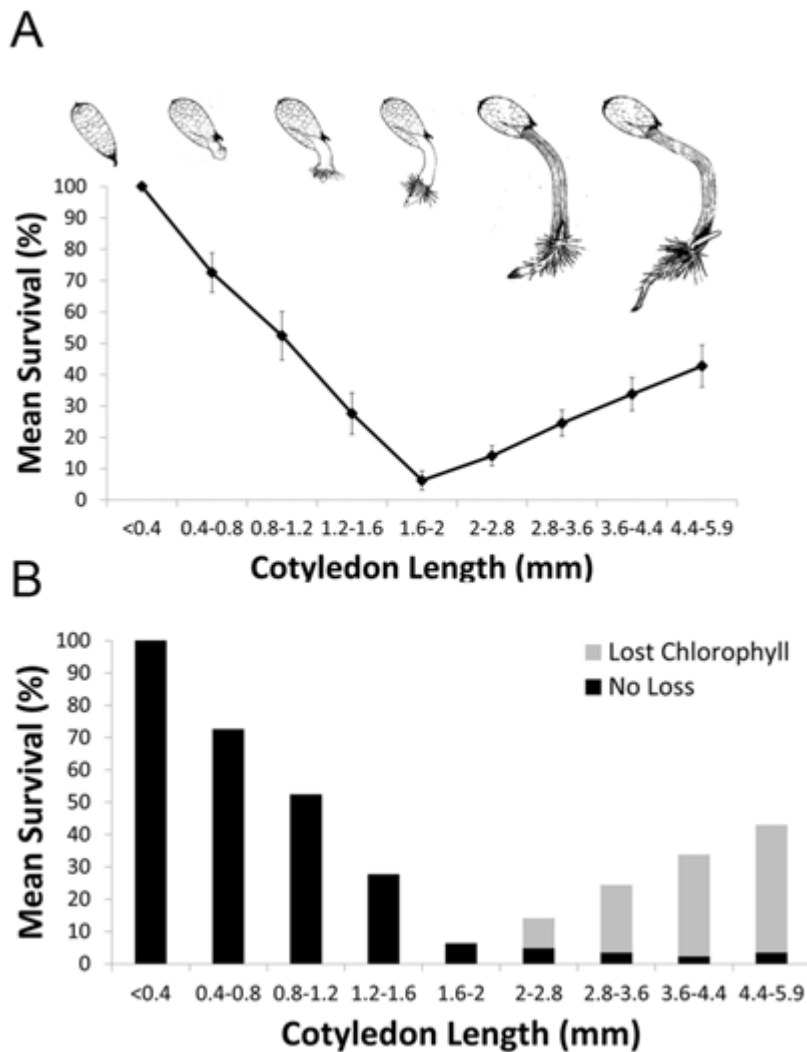 A
Mean Survival (%)
100
90
80
70
60
50
40
30
20
10
0
<0.4 0.4-0.8 0.8-1.2 1.2-1.6 1.6-2 2-2.8 2.8-3.6 3.6-4.4 4.4-5.9
Cotyledon Length (mm)
B
Mean Survival (%)
100
90
80
70
60
50
40
30
20
10
0
Lost Chlorophyll
No Loss
<0.4 0.4-0.8 0.8-1.2 1.2-1.6 1.6-2 2-2.8 2.8-3.6 3.6-4.4 4.4-5.9
Cotyledon Length (mm)